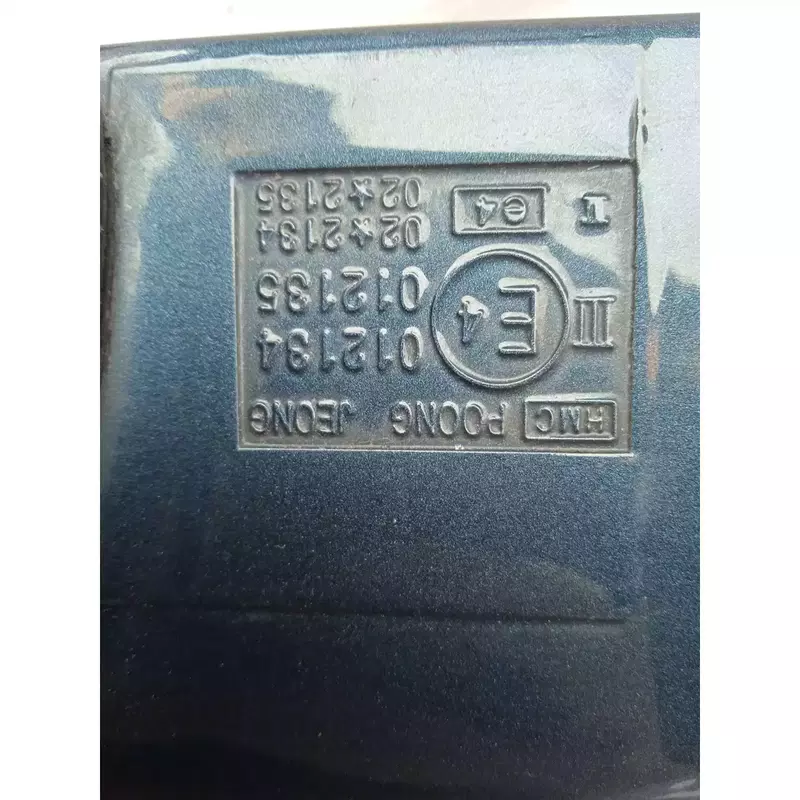 HMC POONG JEONG
III E4 012134
012135
I e4 02★2134
02★2135